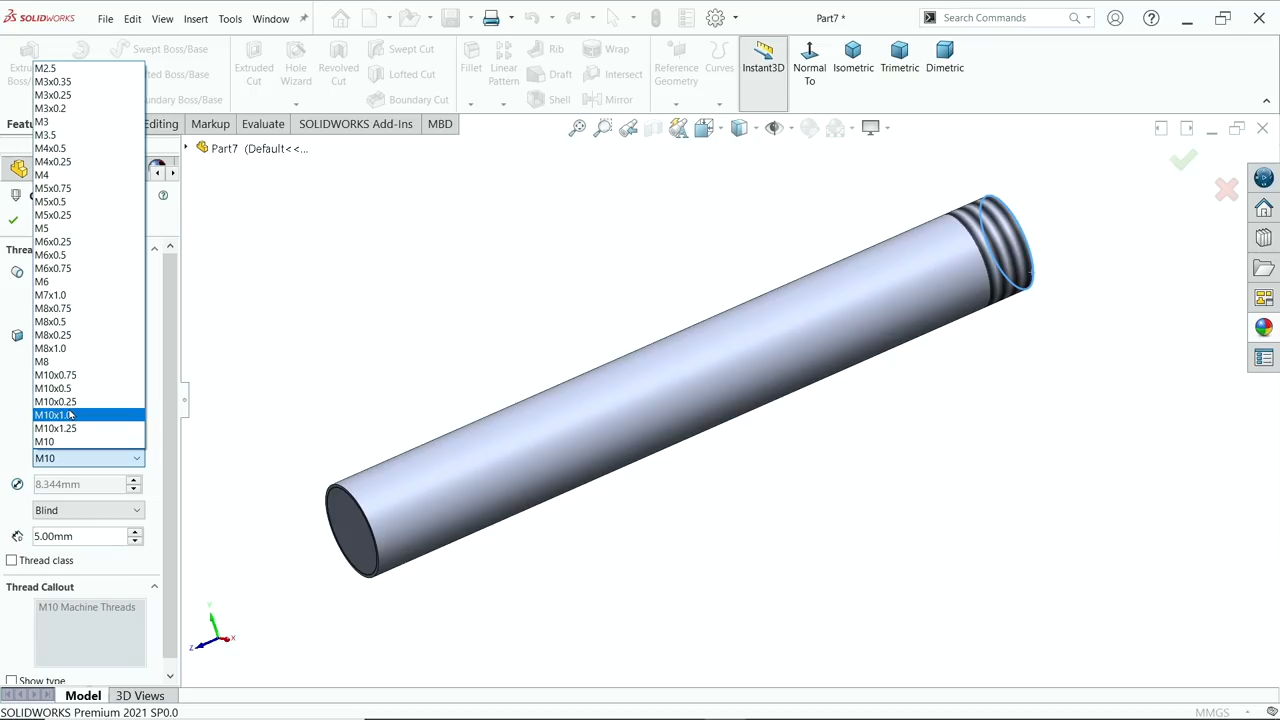 SOLIDWORKS
File
Edit
View
Insert
Tools
Window
Part7 *
Search Commands
Swept Boss/Base
Boss/Base
Boss/Base
Extruded Cut
Hole Wizard
Revolved Cut
Swept Cut
Lofted Cut
Boundary Cut
Fillet
Linear Pattern
Rib
Draft
Shell
Wrap
Intersect
Mirror
Reference Geometry
Curves
Instant3D
Normal To
Isometric
Trimetric
Dimetric
Editing
Markup
Evaluate
SOLIDWORKS Add-Ins
MBD
Part7 (Default<<...
M2.5
M3x0.35
M3x0.25
M3x0.2
M3
M3.5
M4x0.5
M4x0.25
M4
M5x0.75
M5x0.5
M5x0.25
M5
M6x0.25
M6x0.5
M6x0.75
M6
M7x1.0
M8x0.75
M8x0.5
M8x0.25
M8x1.0
M8
M10x0.75
M10x0.5
M10x0.25
M10x1.0
M10x1.25
M10
M10
8.344mm
Blind
5.00mm
Thread class
Thread Callout
M10 Machine Threads
Show type
Y
Z
X
Model
3D Views
SOLIDWORKS Premium 2021 SP0.0
MMGS